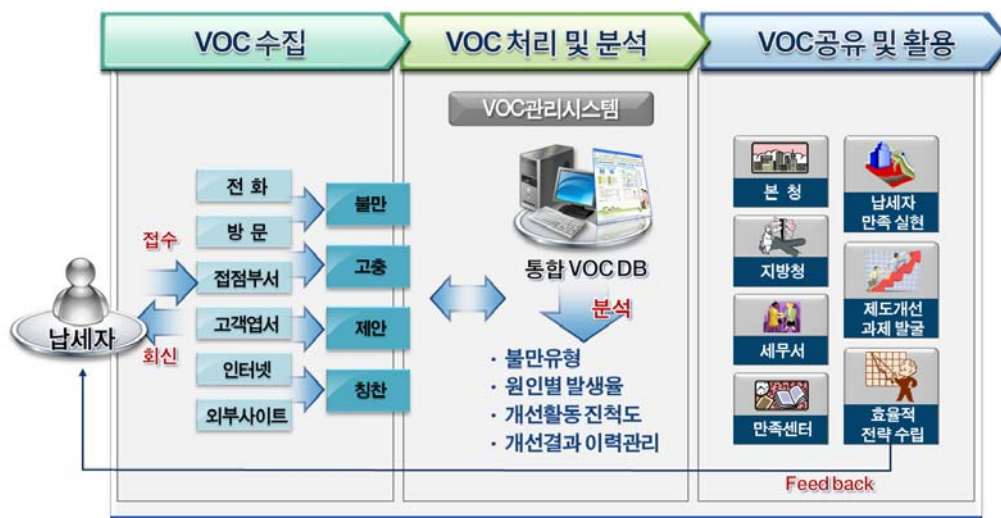 VOC 수집
VOC 처리 및 분석
VOC공유 및 활용
납세자
접수
회신
전 화
방 문
접점부서
고객엽서
인터넷
외부사이트
불만
고충
제안
칭찬
VOC관리시스템
통합 VOC DB
분석
· 불만유형
· 원인별 발생율
· 개선활동 진척도
· 개선결과 이력관리
본 청
지방청
세무서
만족센터
납세자
만족 실현
제도개선
과제 발굴
효율적
전략 수립
Feed back